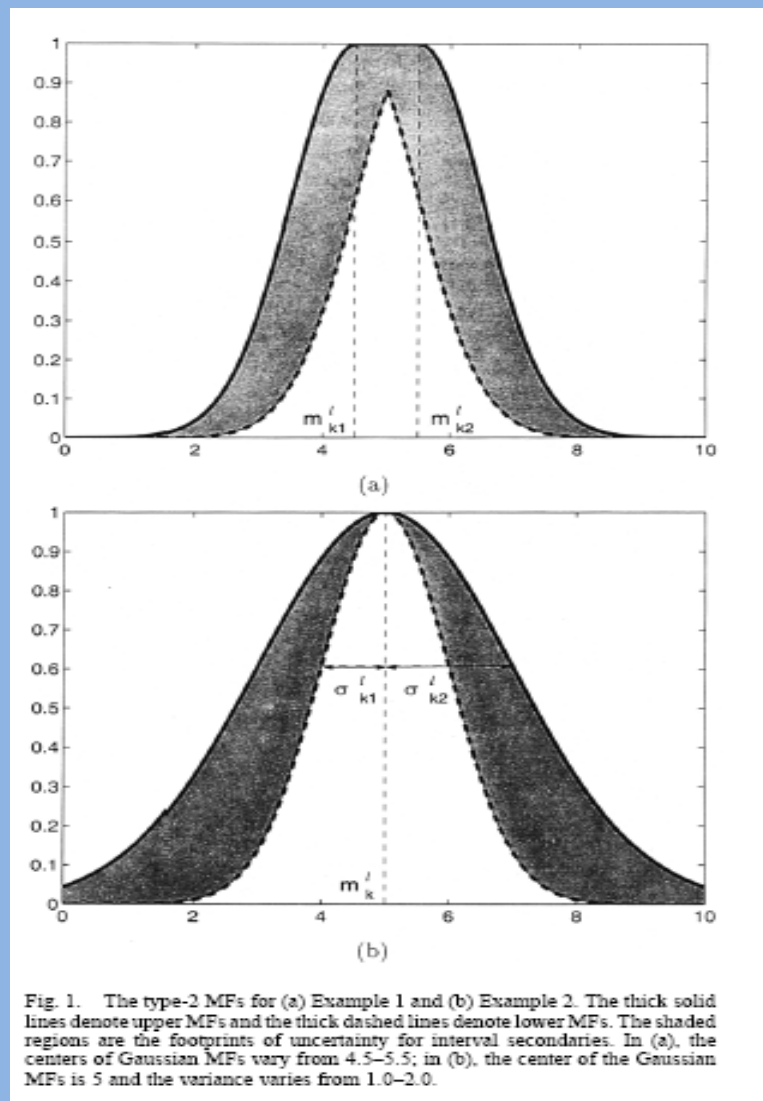 1
0.9
0.8
0.7
0.6
0.5
0.4
0.3
0.2
0.1
0
m l k1 m l k2
0 2 4 6 8 10
(a)
1
0.9
0.8
0.7
0.6
σ l k1 σ l k2
0.5
0.4
0.3
0.2
0.1
m l k
0
0 2 4 6 8 10
(b)
Fig. 1. The type-2 MFs for (a) Example 1 and (b) Example 2. The thick solid
lines denote upper MFs and the thick dashed lines denote lower MFs. The shaded
regions are the footprints of uncertainty for interval secondaries. In (a), the
centers of Gaussian MFs vary from 4.5–5.5; in (b), the center of the Gaussian
MFs is 5 and the variance varies from 1.0–2.0.